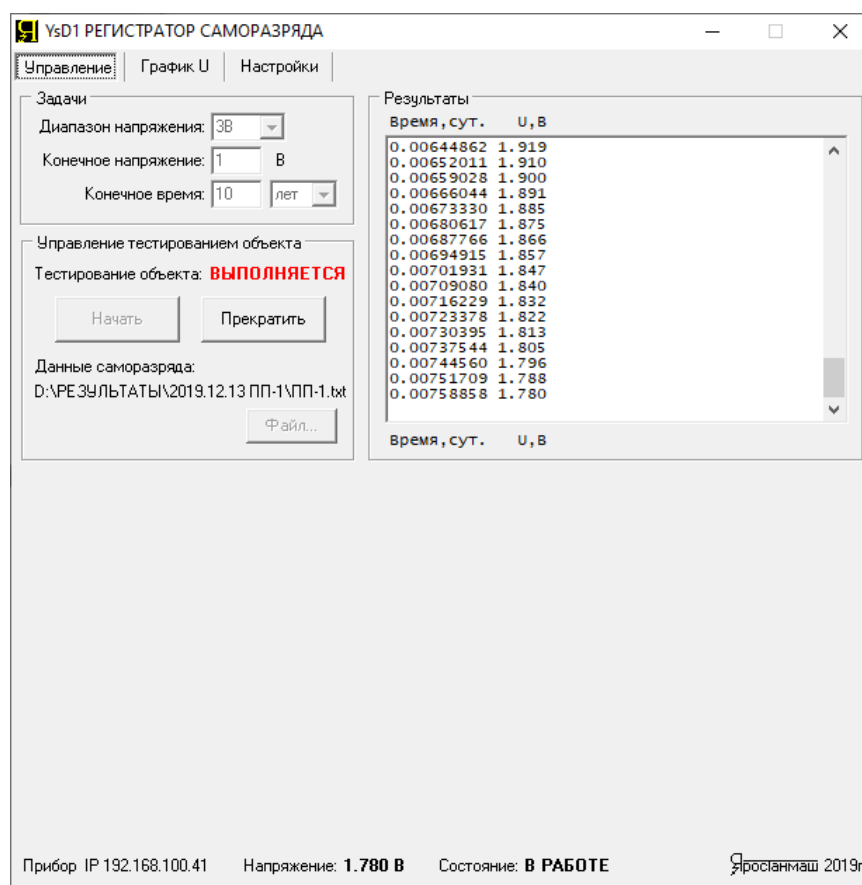 YsD1 РЕГИСТРАТОР САМОРАЗРЯДА
Управление График U Настройки
Задачи
Диапазон напряжения: 3В
Конечное напряжение: 1 В
Конечное время: 10 лет
Управление тестированием объекта
Тестирование объекта: ВЫПОЛНЯЕТСЯ
Начать Прекратить
Данные саморазряда:
D:\РЕЗУЛЬТАТЫ\2019.12.13 ПП-1\ПП-1.txt
Файл...
Результаты
Время,сут. U,В
0.00644862 1.919
0.00652011 1.910
0.00659028 1.900
0.00666044 1.891
0.00673330 1.885
0.00680617 1.875
0.00687766 1.866
0.00694915 1.857
0.00701931 1.847
0.00709080 1.840
0.00716229 1.832
0.00723378 1.822
0.00730395 1.813
0.00737544 1.805
0.00744560 1.796
0.00751709 1.788
0.00758858 1.780
Время,сут. U,В
Прибор IP 192.168.100.41 Напряжение: 1.780 В Состояние: В РАБОТЕ Яростанмаш 2019г